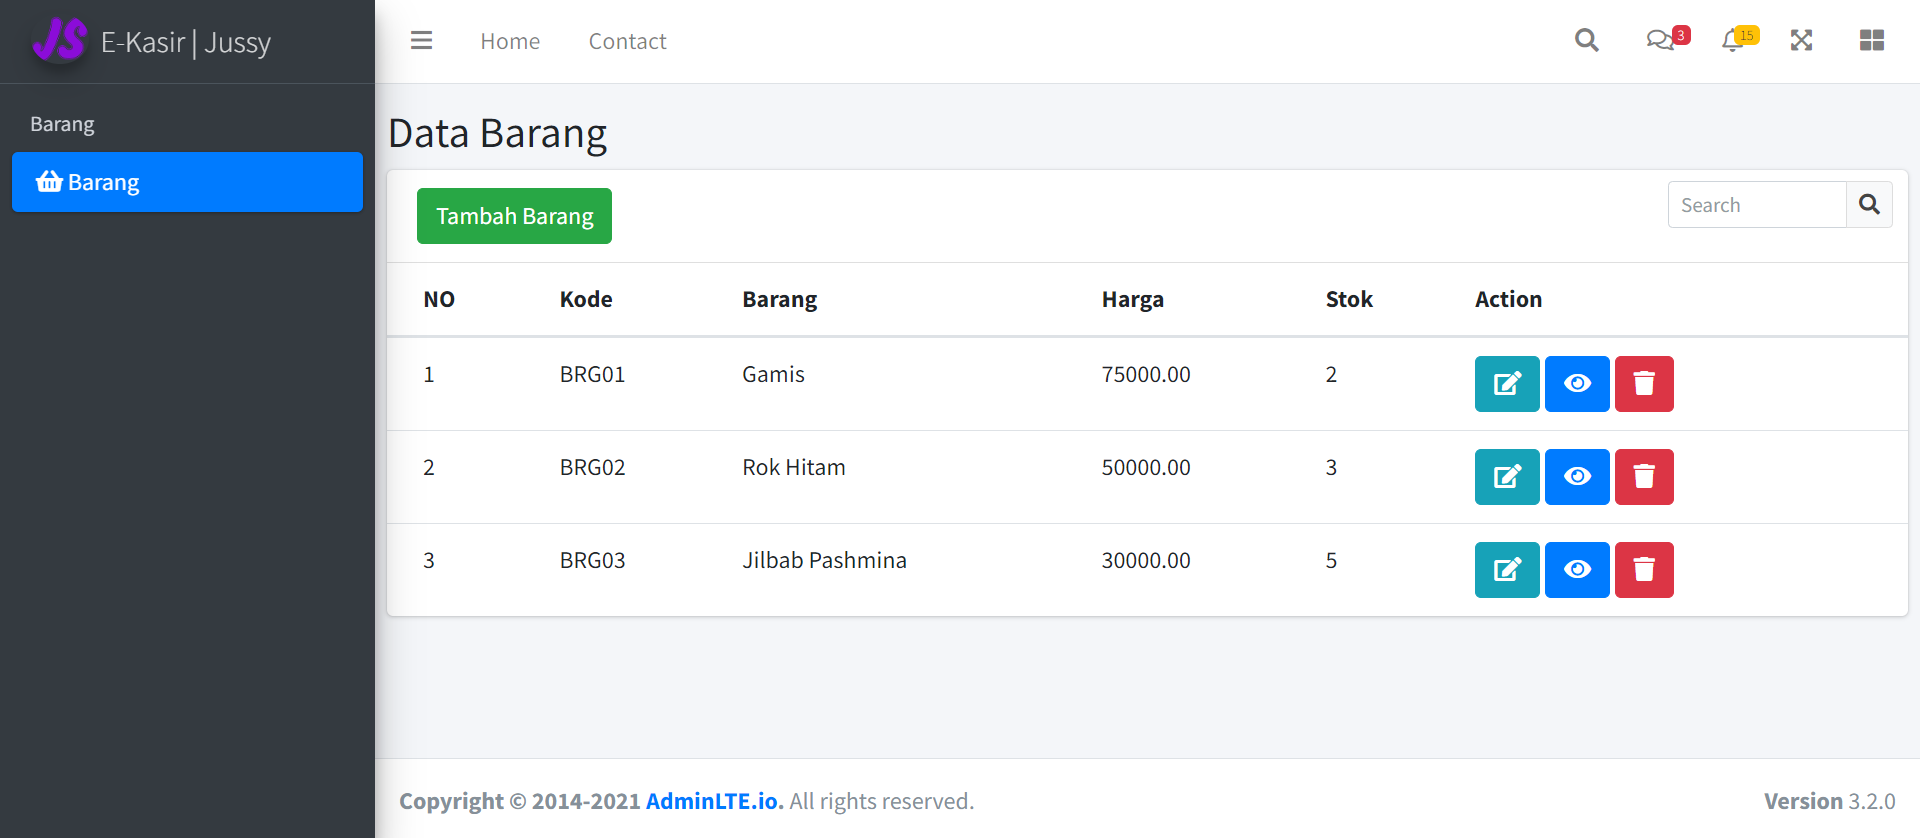 JS E-Kasir | Jussy
Home Contact
3
15
Barang
Barang
Data Barang
Tambah Barang
Search
NO Kode Barang Harga Stok Action
1 BRG01 Gamis 75000.00 2
2 BRG02 Rok Hitam 50000.00 3
3 BRG03 Jilbab Pashmina 30000.00 5
Copyright © 2014-2021 AdminLTE.io. All rights reserved.
Version 3.2.0